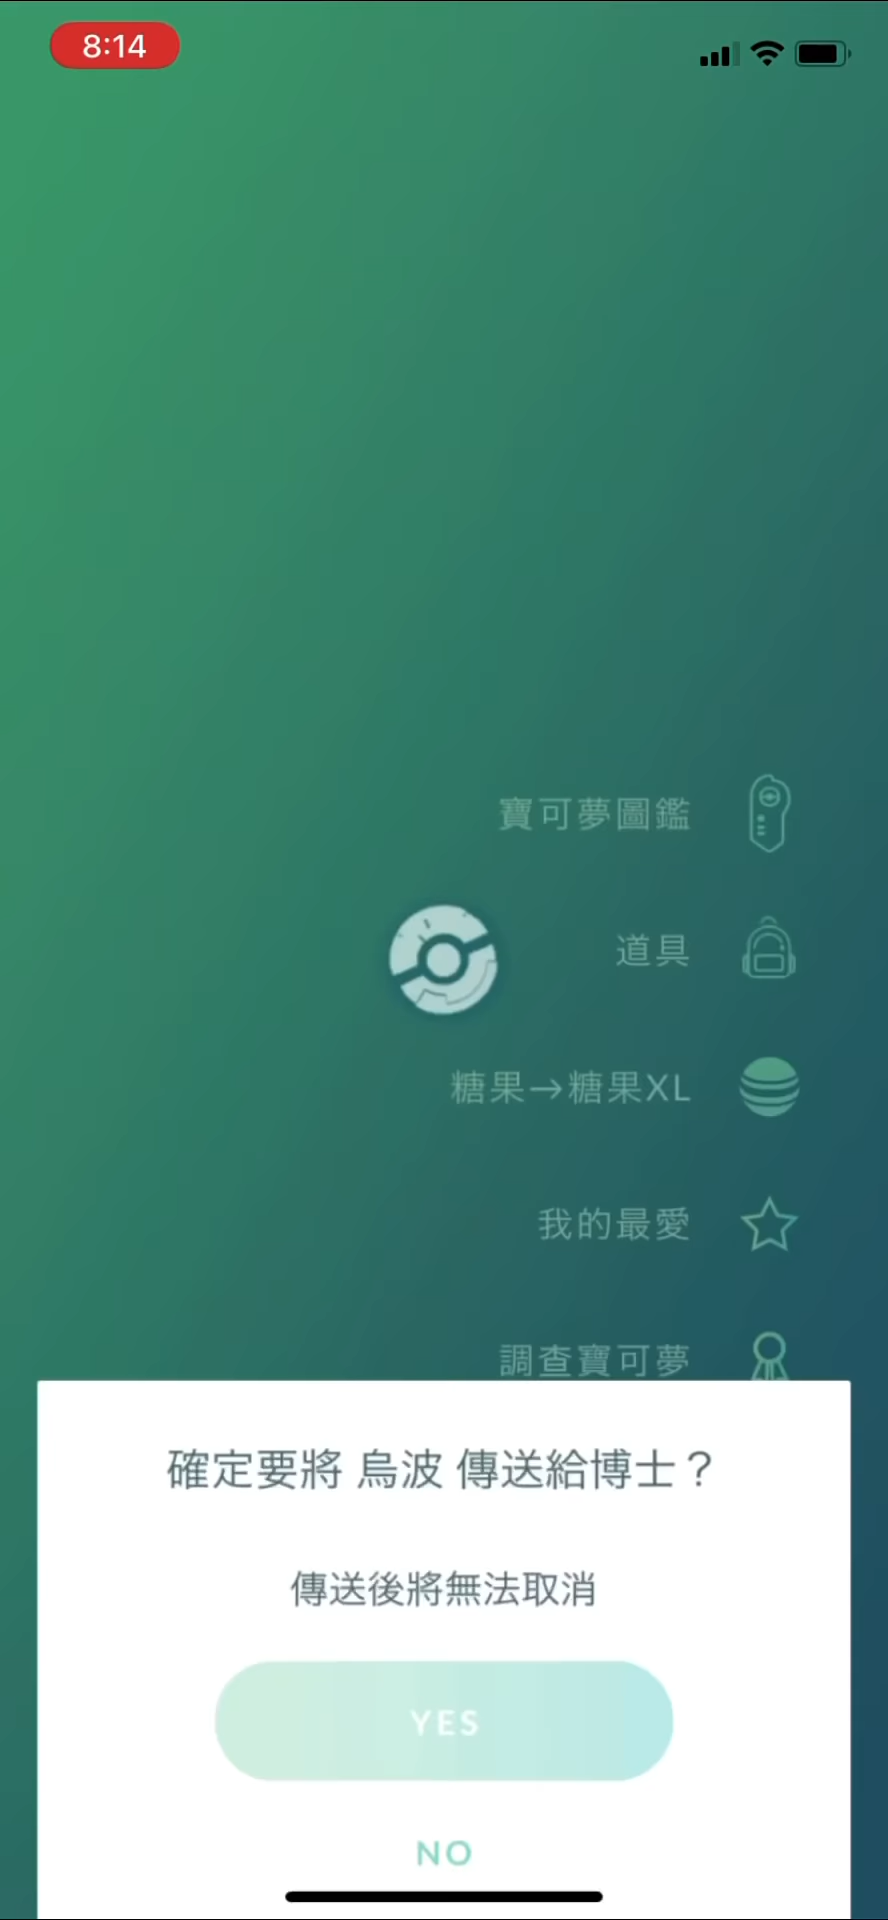 8:14
寶可夢圖鑑
道具
糖果→糖果XL
我的最愛
調查寶可夢
確定要將 烏波 傳送給博士？
傳送後將無法取消
YES
NO